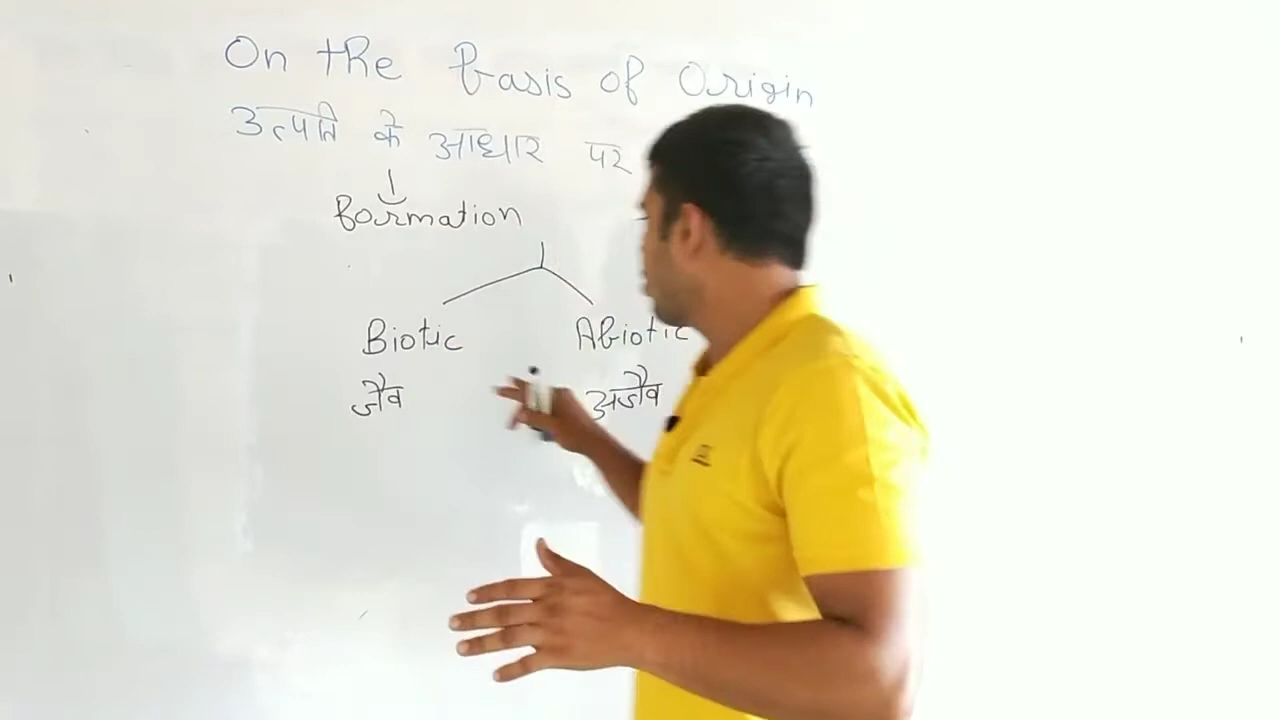 On the basis of Origin
उत्पति के आधार पर
formation
Biotic Abiotic
जैव अजैव